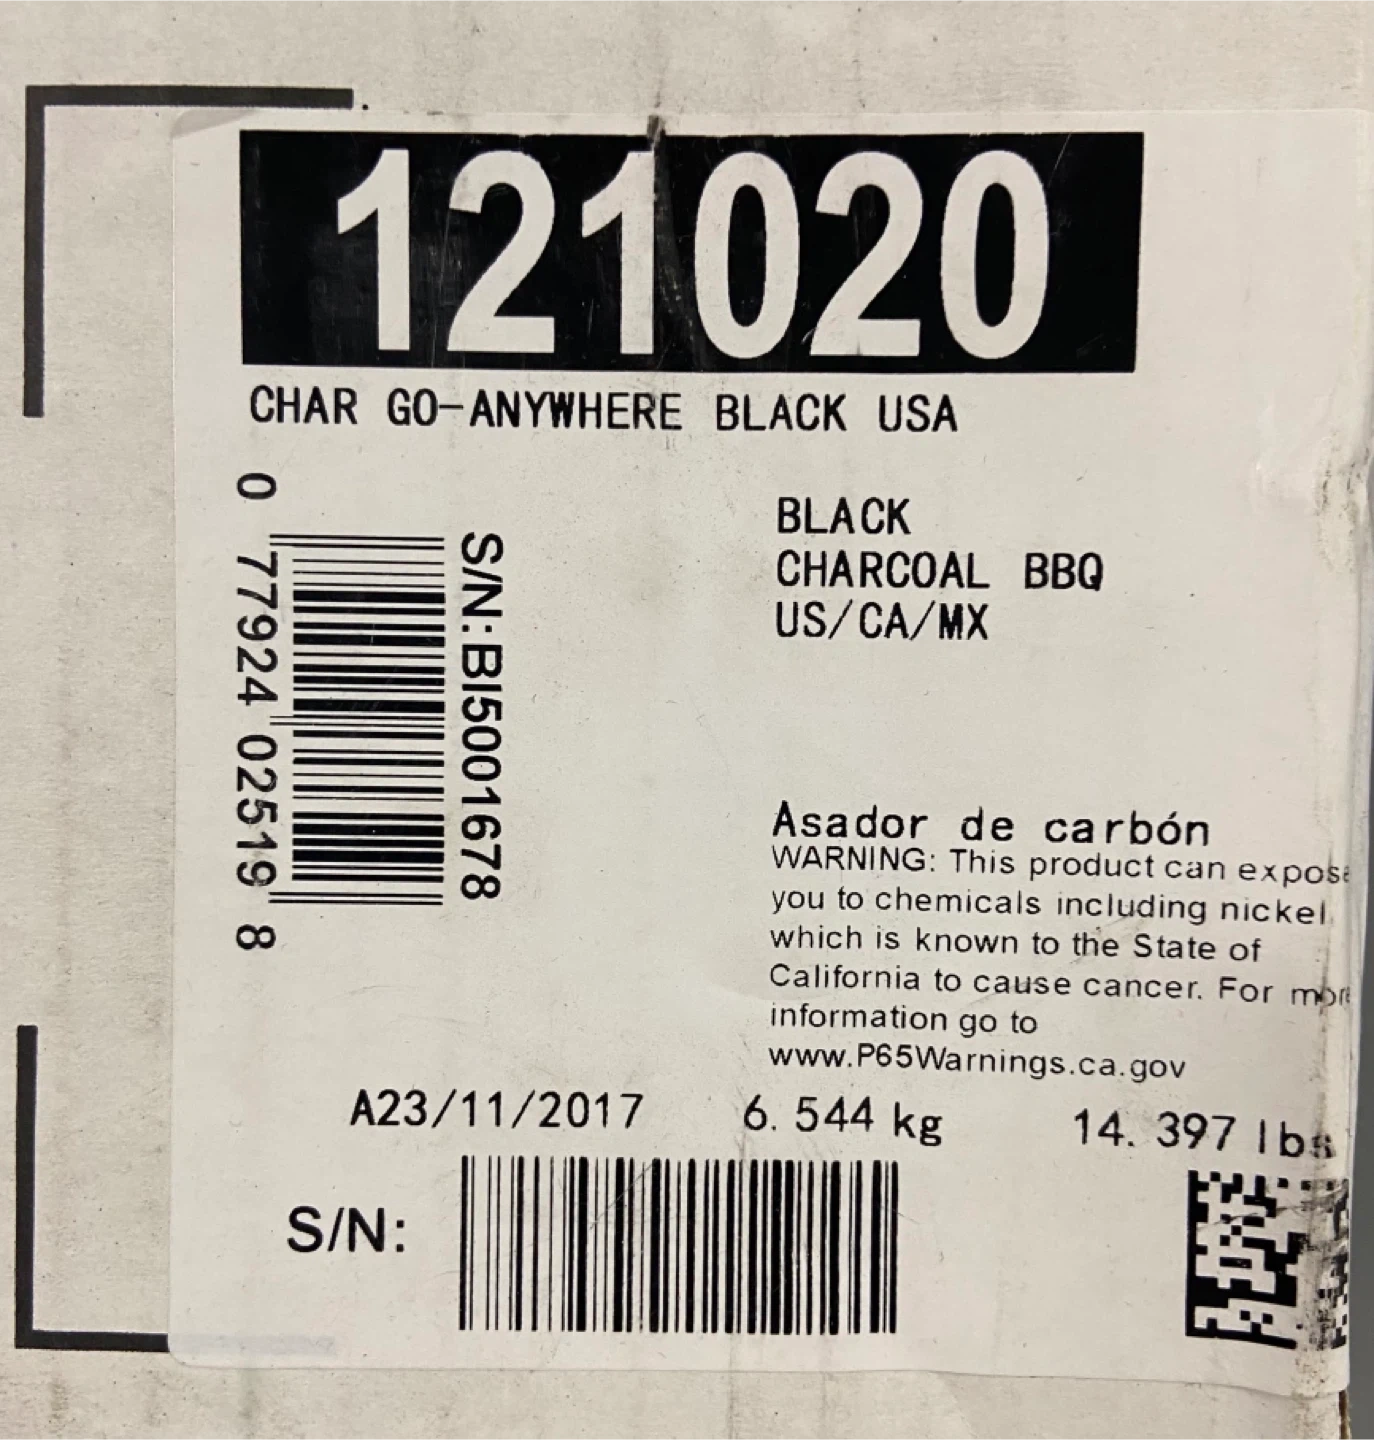 121020
CHAR GO-ANYWHERE BLACK USA
0 77924 02519 8
S/N:BI5001678
BLACK
CHARCOAL BBQ
US/CA/MX
Asador de carbón
WARNING: This product can expose
you to chemicals including nickel
which is known to the State of
California to cause cancer. For more
information go to
www.P65Warnings.ca.gov
A23/11/2017 6.544 kg 14.397 lbs
S/N: